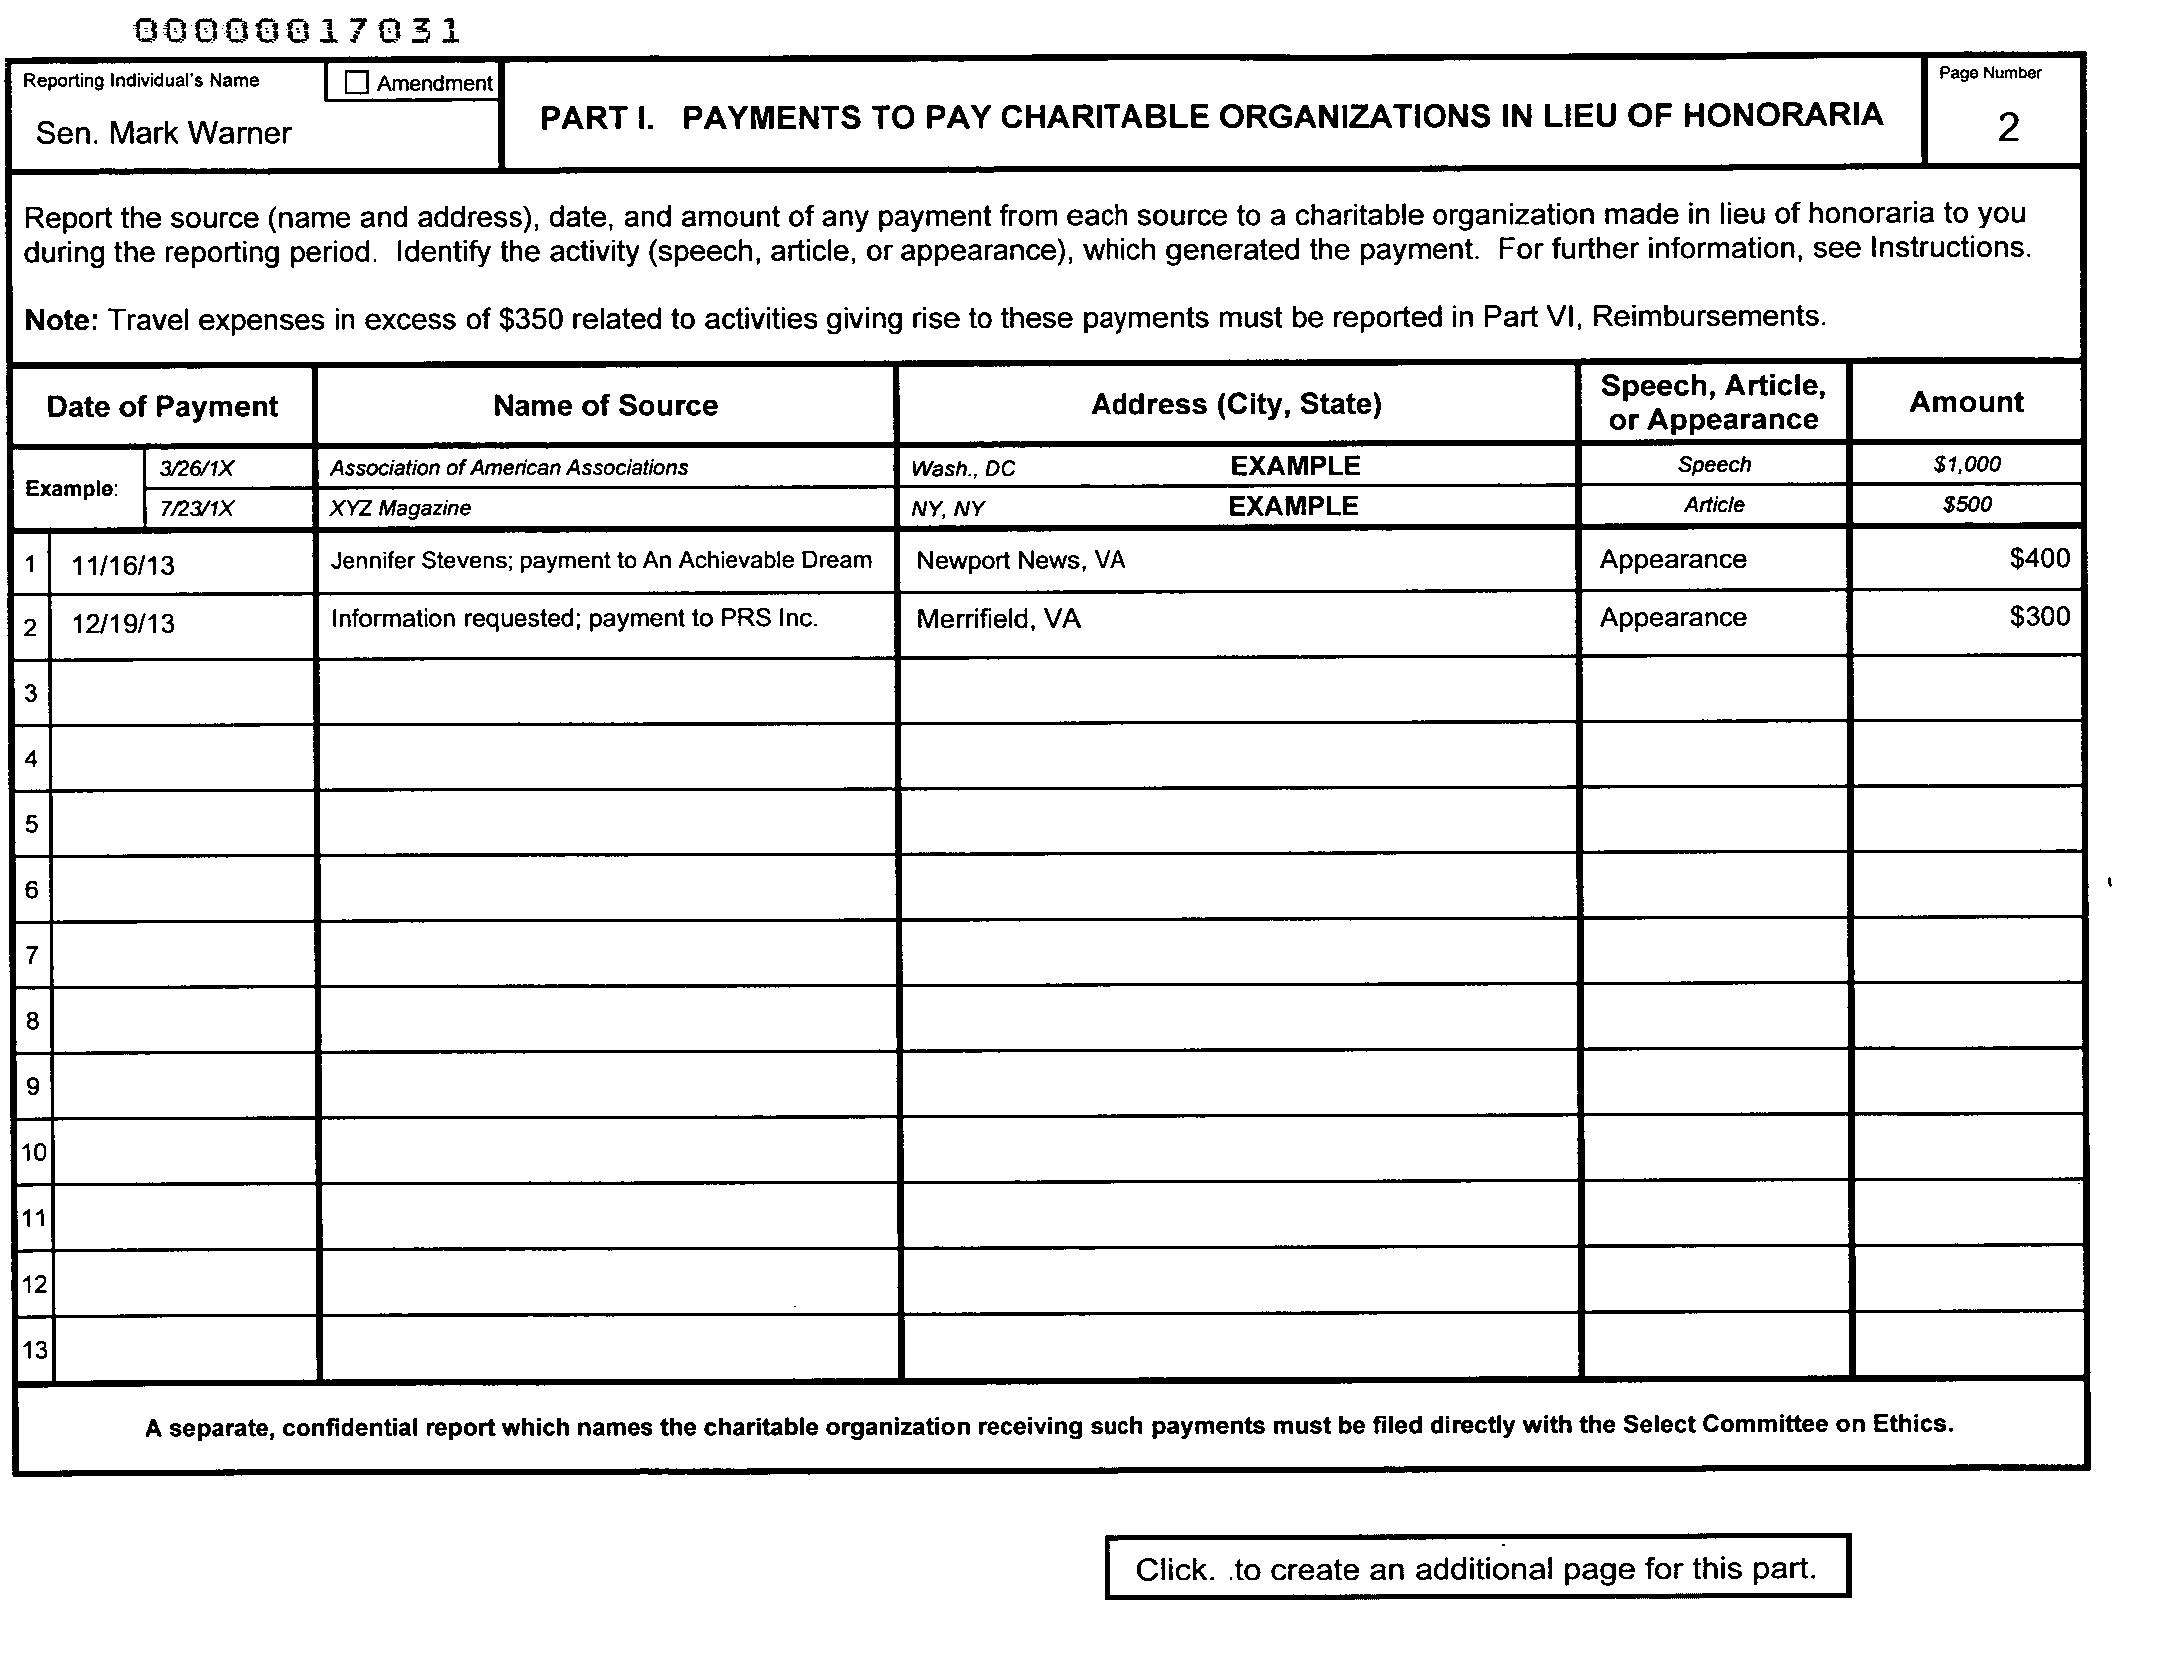 00000017031
Reporting Individual's Name
☐ Amendment
Sen. Mark Warner
PART I. PAYMENTS TO PAY CHARITABLE ORGANIZATIONS IN LIEU OF HONORARIA
Page Number
2
Report the source (name and address), date, and amount of any payment from each source to a charitable organization made in lieu of honoraria to you
during the reporting period. Identify the activity (speech, article, or appearance), which generated the payment. For further information, see Instructions.
Note: Travel expenses in excess of $350 related to activities giving rise to these payments must be reported in Part VI, Reimbursements.
Date of Payment Name of Source Address (City, State) Speech, Article, or Appearance Amount
Example: 3/26/1X Association of American Associations Wash., DC EXAMPLE Speech $1,000
7/23/1X XYZ Magazine NY, NY EXAMPLE Article $500
1 11/16/13 Jennifer Stevens; payment to An Achievable Dream Newport News, VA Appearance $400
2 12/19/13 Information requested; payment to PRS Inc. Merrifield, VA Appearance $300
3
4
5
6
7
8
9
10
11
12
13
A separate, confidential report which names the charitable organization receiving such payments must be filed directly with the Select Committee on Ethics.
Click. .to create an additional page for this part.